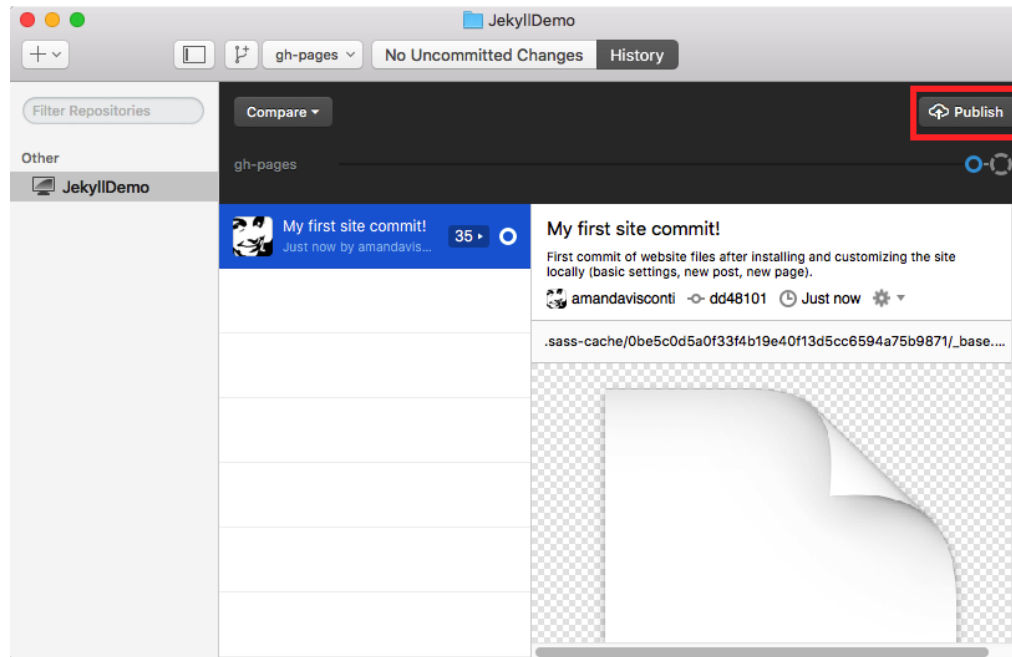 JekyllDemo
gh-pages
No Uncommitted Changes
History
Filter Repositories
Compare
Publish
Other
gh-pages
JekyllDemo
My first site commit!
Just now by amandavis...
35
My first site commit!
First commit of website files after installing and customizing the site
locally (basic settings, new post, new page).
amandavisconti
dd48101
Just now
.sass-cache/0be5c0d5a0f33f4b19e40f13d5cc6594a75b9871/_base....